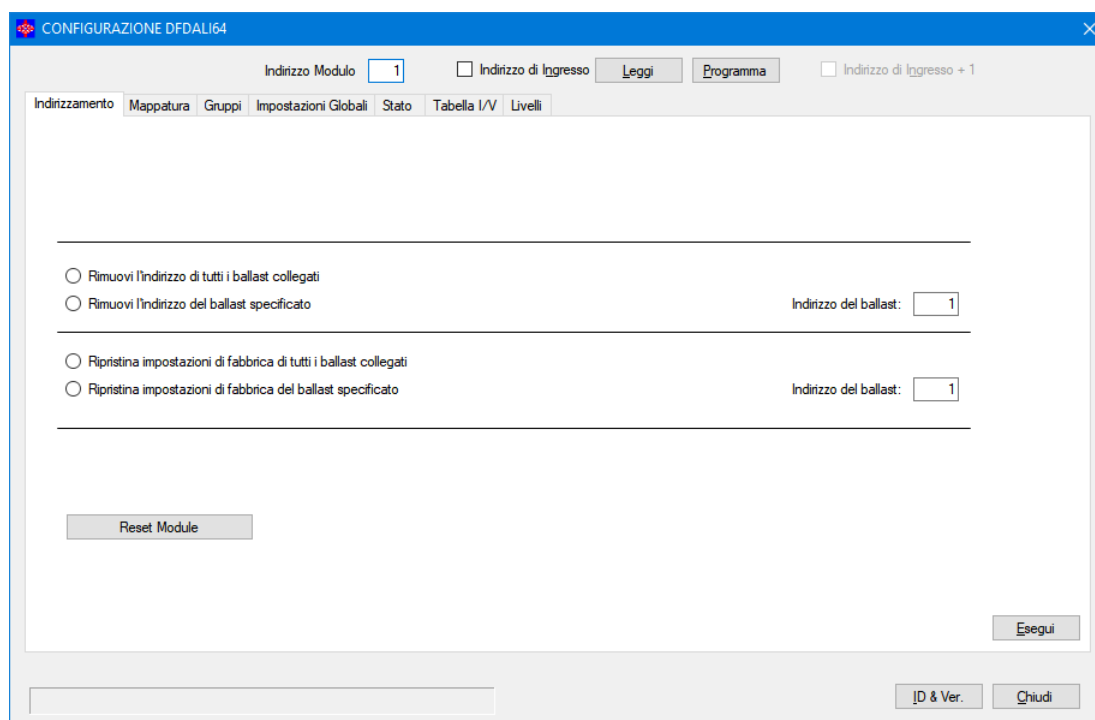 CONFIGURAZIONE DFDALI64
Indirizzo Modulo 1 Indirizzo di Ingresso Leggi Programma Indirizzo di Ingresso + 1
Indirizzamento Mappatura Gruppi Impostazioni Globali Stato Tabella I/V Livelli
Rimuovi l'indirizzo di tutti i ballast collegati
Rimuovi l'indirizzo del ballast specificato Indirizzo del ballast: 1
Ripristina impostazioni di fabbrica di tutti i ballast collegati
Ripristina impostazioni di fabbrica del ballast specificato Indirizzo del ballast: 1
Reset Module
Esegui
ID & Ver. Chiudi